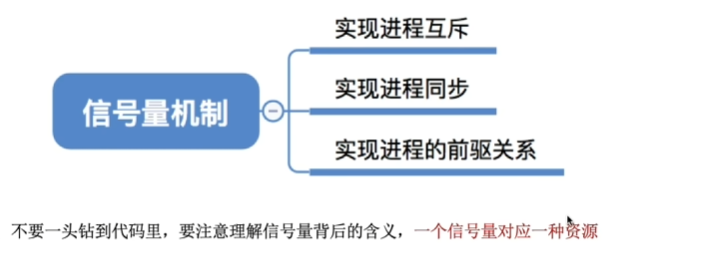 信号量机制
实现进程互斥
实现进程同步
实现进程的前驱关系
不要一头钻到代码里，要注意理解信号量背后的含义，一个信号量对应一种资源